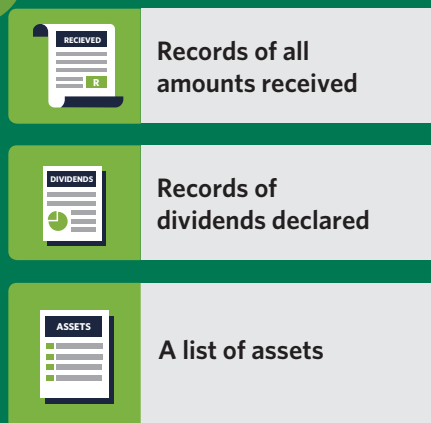 RECIEVED
R
Records of all
amounts received
DIVIDENDS
Records of
dividends declared
ASSETS
A list of assets